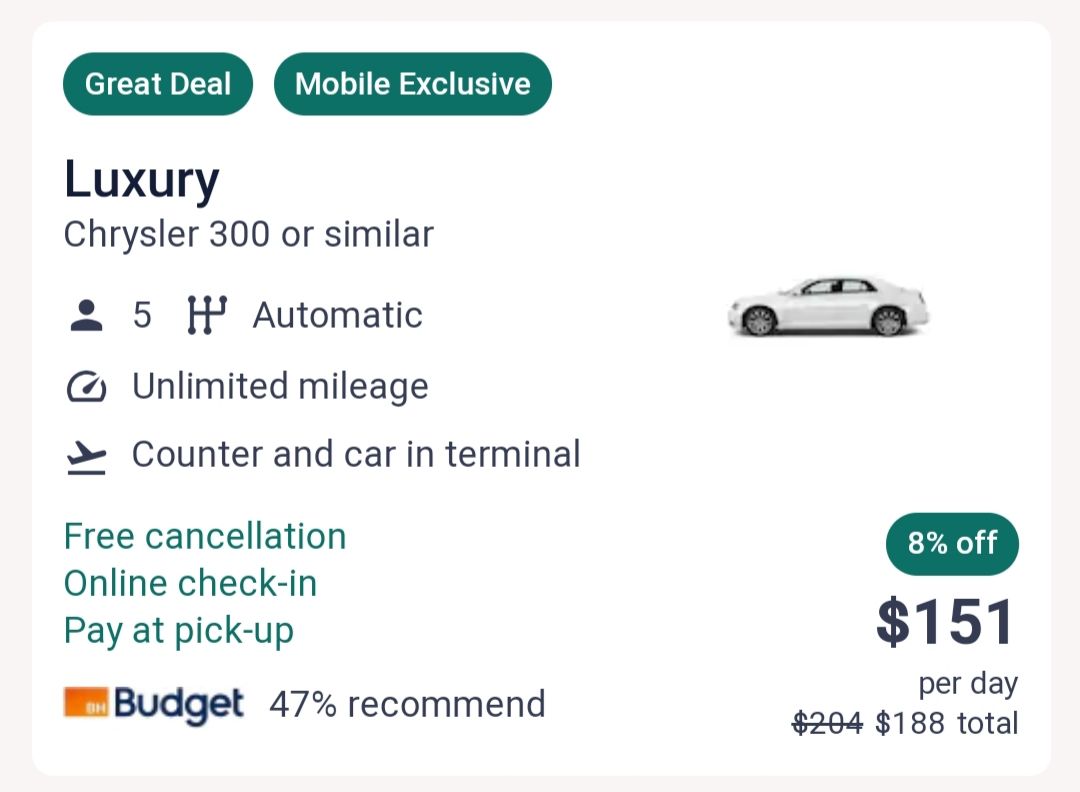 Great Deal Mobile Exclusive
Luxury
Chrysler 300 or similar
5 Automatic
Unlimited mileage
Counter and car in terminal
Free cancellation
Online check-in
Pay at pick-up
8% off
$151
per day
$204 $188 total
BH Budget 47% recommend